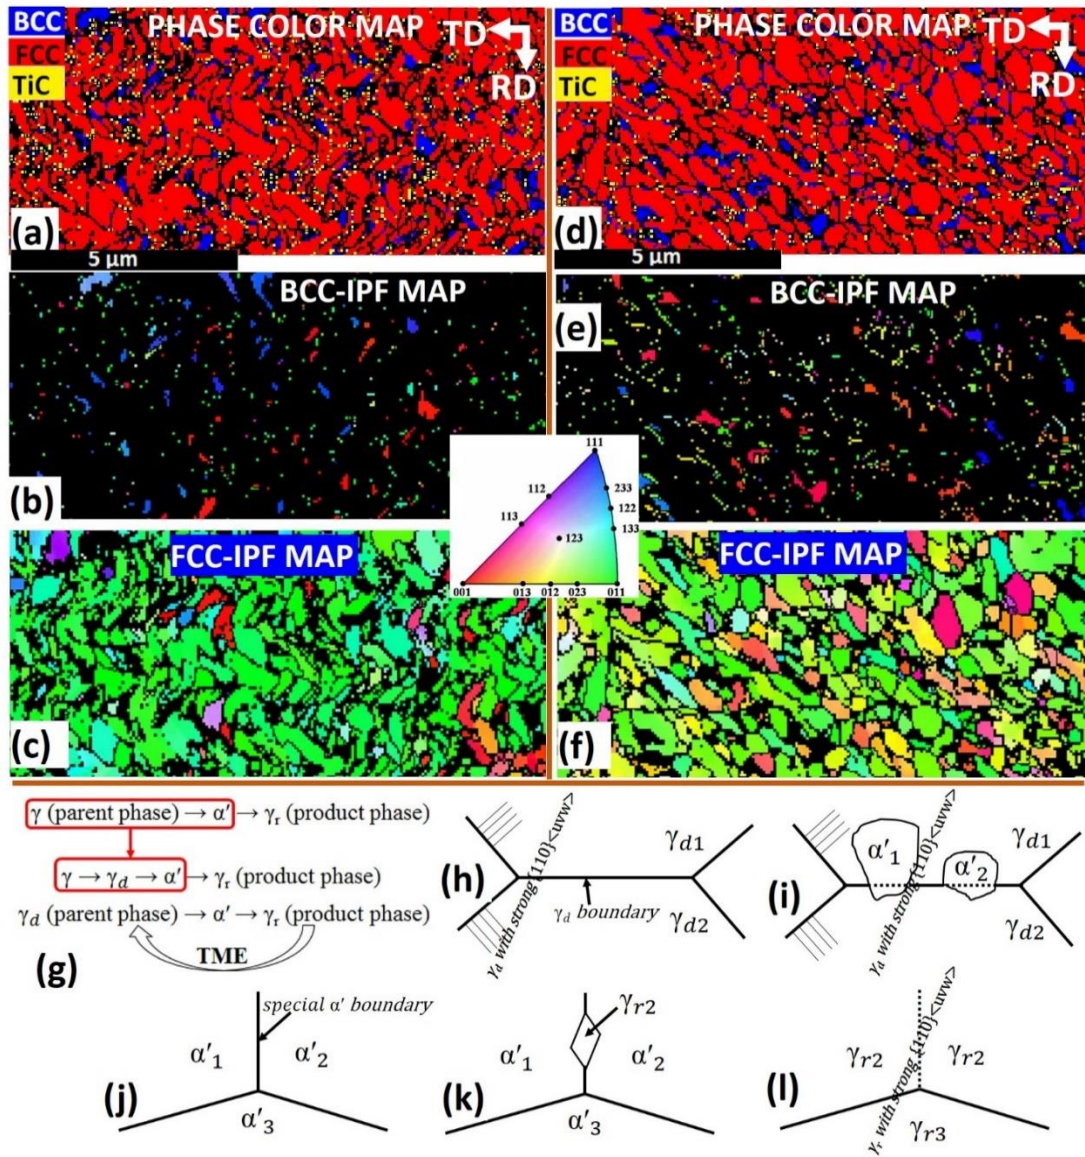 BCC
FCC
TiC
PHASE COLOR MAP
TD
RD
(a)
5 µm
BCC
FCC
TiC
PHASE COLOR MAP
TD
RD
(d)
5 µm
BCC-IPF MAP
(b)
BCC-IPF MAP
(e)
111
112
233
122
113
133
123
001
013
012
023
011
FCC-IPF MAP
(c)
FCC-IPF MAP
(f)
γ (parent phase) → α′ → γr (product phase)
γ → γd → α′ → γr (product phase)
γd (parent phase) → α′ → γr (product phase)
TME
(g)
(h)
γd with strong {110}<uvw>
γd boundary
γd1
γd2
(i)
α′1
α′2
γd with strong {110}<uvw>
γd1
γd2
special α′ boundary
α′1
α′2
α′3
(j)
γr2
α′1
α′2
α′3
(k)
γr2
γr2
γr3
γr with strong {110}<uvw>
(l)